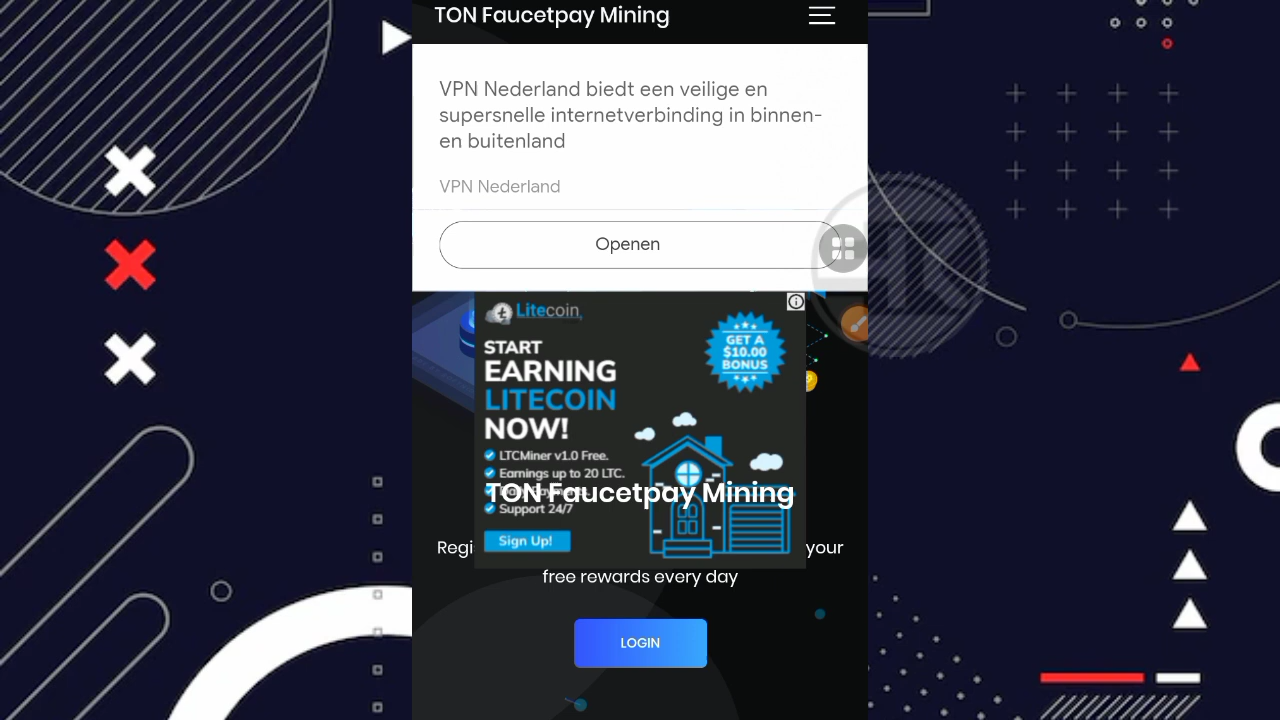 TON Faucetpay Mining
VPN Nederland biedt een veilige en
supersnelle internetverbinding in binnen-
en buitenland
VPN Nederland
Openen
Litecoin
GET A
$10.00
BONUS
START
EARNING
LITECOIN
NOW!
LTCMiner v1.0 Free.
Earnings up to 20 LTC.
TON Faucetpay Mining
Support 24/7
Sign Up!
Regi
your
free rewards every day
LOGIN